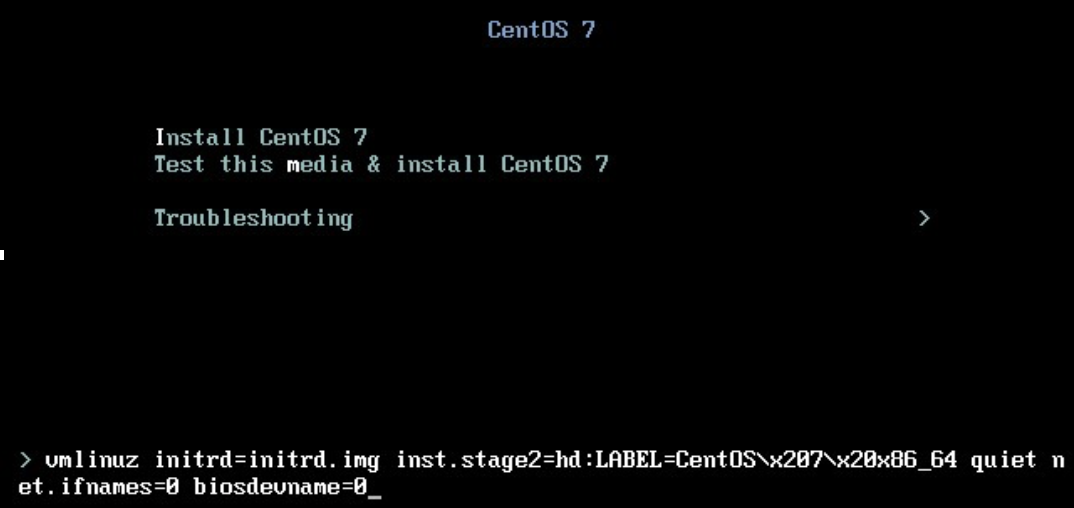 CentOS 7
Install CentOS 7
Test this media & install CentOS 7
Troubleshooting >
> vmlinuz initrd=initrd.img inst.stage2=hd:LABEL=CentOS\x207\x20x86_64 quiet n
et.ifnames=0 biosdevname=0_